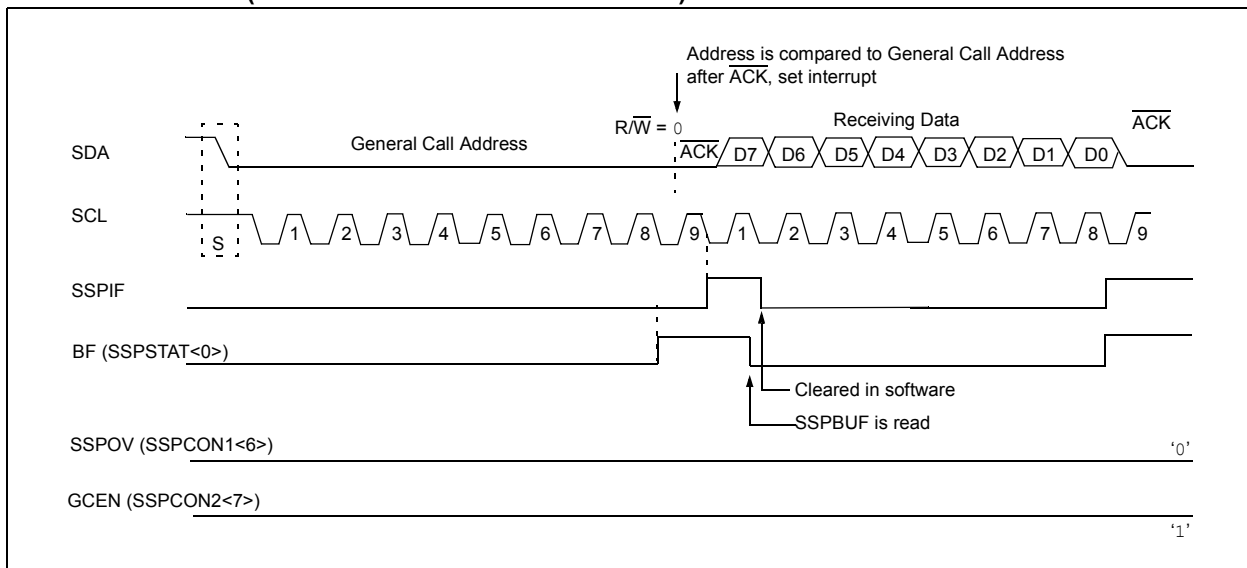 Address is compared to General Call Address
after ACK, set interrupt
R/W = 0
Receiving Data
ACK
General Call Address
SDA
ACK
D7 D6 D5 D4 D3 D2 D1 D0
SCL
S
1 2 3 4 5 6 7 8 9 1 2 3 4 5 6 7 8 9
SSPIF
BF (SSPSTAT<0>)
Cleared in software
SSPBUF is read
SSPOV (SSPCON1<6>)
‘0’
GCEN (SSPCON2<7>)
‘1’